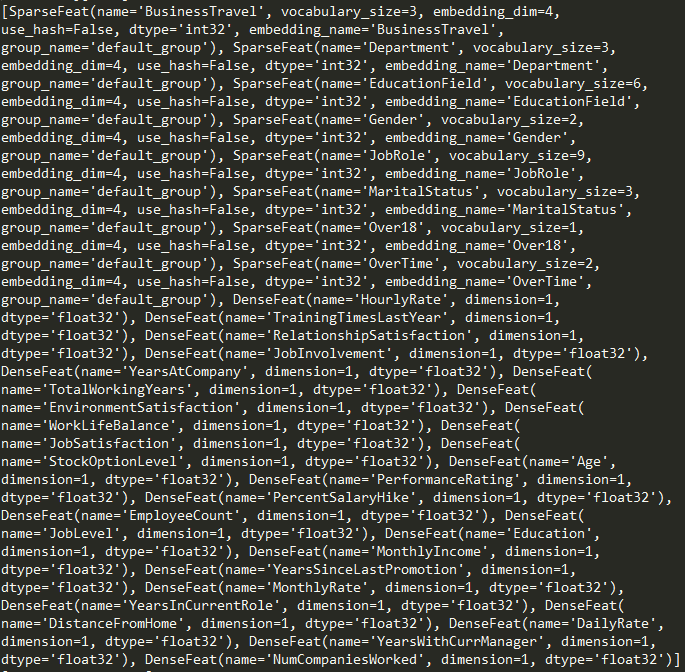 [SparseFeat(name='BusinessTravel', vocabulary_size=3, embedding_dim=4,
use_hash=False, dtype='int32', embedding_name='BusinessTravel',
group_name='default_group'), SparseFeat(name='Department', vocabulary_size=3,
embedding_dim=4, use_hash=False, dtype='int32', embedding_name='Department',
group_name='default_group'), SparseFeat(name='EducationField', vocabulary_size=6,
embedding_dim=4, use_hash=False, dtype='int32', embedding_name='EducationField',
group_name='default_group'), SparseFeat(name='Gender', vocabulary_size=2,
embedding_dim=4, use_hash=False, dtype='int32', embedding_name='Gender',
group_name='default_group'), SparseFeat(name='JobRole', vocabulary_size=9,
embedding_dim=4, use_hash=False, dtype='int32', embedding_name='JobRole',
group_name='default_group'), SparseFeat(name='MaritalStatus', vocabulary_size=3,
embedding_dim=4, use_hash=False, dtype='int32', embedding_name='MaritalStatus',
group_name='default_group'), SparseFeat(name='Over18', vocabulary_size=1,
embedding_dim=4, use_hash=False, dtype='int32', embedding_name='Over18',
group_name='default_group'), SparseFeat(name='OverTime', vocabulary_size=2,
embedding_dim=4, use_hash=False, dtype='int32', embedding_name='OverTime',
group_name='default_group'), DenseFeat(name='HourlyRate', dimension=1,
dtype='float32'), DenseFeat(name='TrainingTimesLastYear', dimension=1,
dtype='float32'), DenseFeat(name='RelationshipSatisfaction', dimension=1,
dtype='float32'), DenseFeat(name='JobInvolvement', dimension=1, dtype='float32'),
DenseFeat(name='YearsAtCompany', dimension=1, dtype='float32'), DenseFeat(
name='TotalWorkingYears', dimension=1, dtype='float32'), DenseFeat(
name='EnvironmentSatisfaction', dimension=1, dtype='float32'), DenseFeat(
name='WorkLifeBalance', dimension=1, dtype='float32'), DenseFeat(
name='JobSatisfaction', dimension=1, dtype='float32'), DenseFeat(
name='StockOptionLevel', dimension=1, dtype='float32'), DenseFeat(name='Age',
dimension=1, dtype='float32'), DenseFeat(name='PerformanceRating', dimension=1,
dtype='float32'), DenseFeat(name='PercentSalaryHike', dimension=1, dtype='float32'),
DenseFeat(name='EmployeeCount', dimension=1, dtype='float32'), DenseFeat(
name='JobLevel', dimension=1, dtype='float32'), DenseFeat(name='Education',
dimension=1, dtype='float32'), DenseFeat(name='MonthlyIncome', dimension=1,
dtype='float32'), DenseFeat(name='YearsSinceLastPromotion', dimension=1,
dtype='float32'), DenseFeat(name='MonthlyRate', dimension=1, dtype='float32'),
DenseFeat(name='YearsInCurrentRole', dimension=1, dtype='float32'), DenseFeat(
name='DistanceFromHome', dimension=1, dtype='float32'), DenseFeat(name='DailyRate',
dimension=1, dtype='float32'), DenseFeat(name='YearsWithCurrManager', dimension=1,
dtype='float32'), DenseFeat(name='NumCompaniesWorked', dimension=1, dtype='float32')]